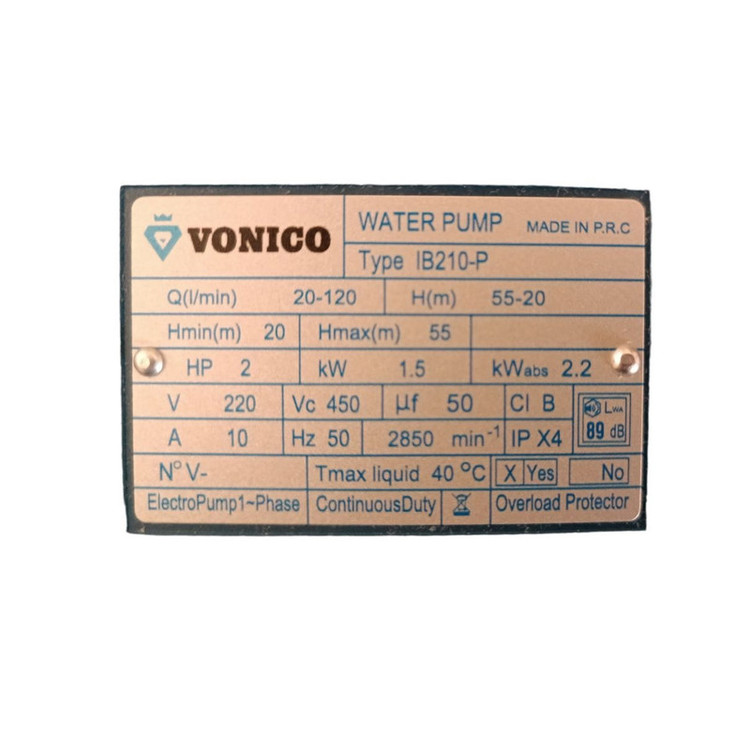 VONICO
WATER PUMP MADE IN P.R.C
Type IB210-P
Q(l/min) 20-120 H(m) 55-20
Hmin(m) 20 Hmax(m) 55
HP 2 kW 1.5 kWabs 2.2
V 220 Vc 450 µf 50 Cl B LWA
A 10 Hz 50 2850 min⁻¹ IP X4 89 dB
N° V- Tmax liquid 40 °C X Yes No
ElectroPump1~Phase ContinuousDuty Overload Protector